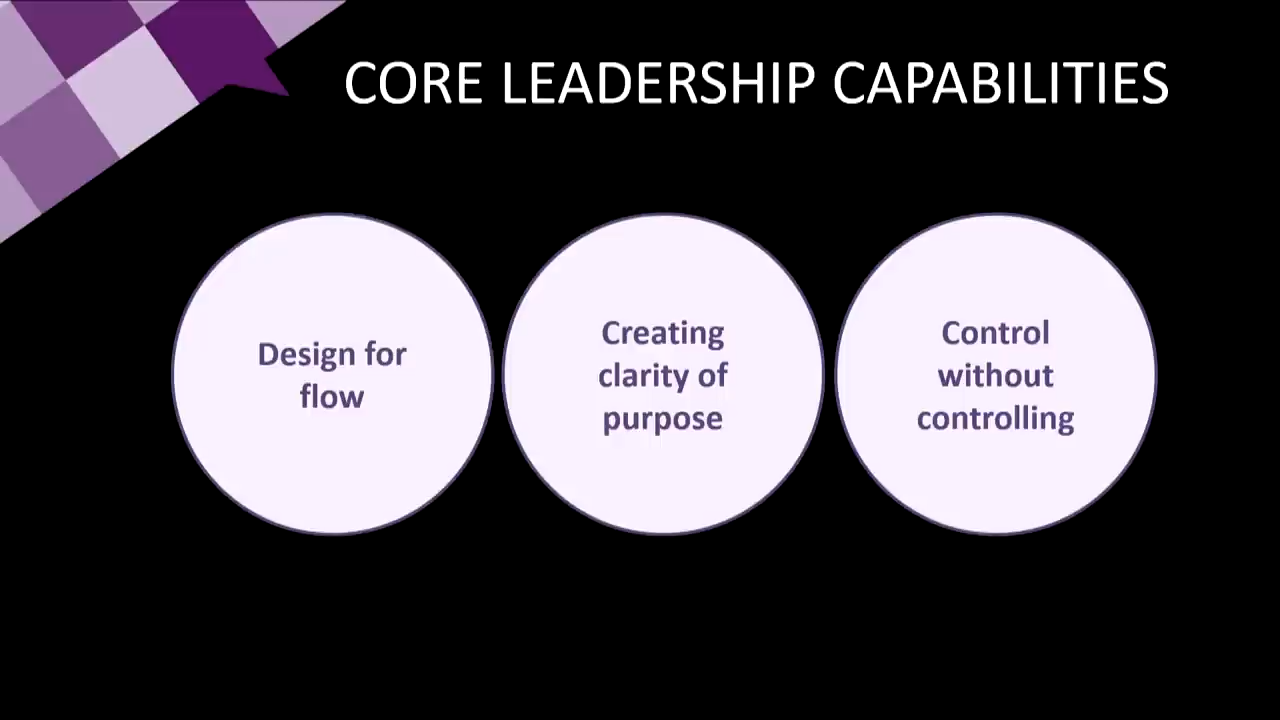 CORE LEADERSHIP CAPABILITIES
Design for
flow
Creating
clarity of
purpose
Control
without
controlling